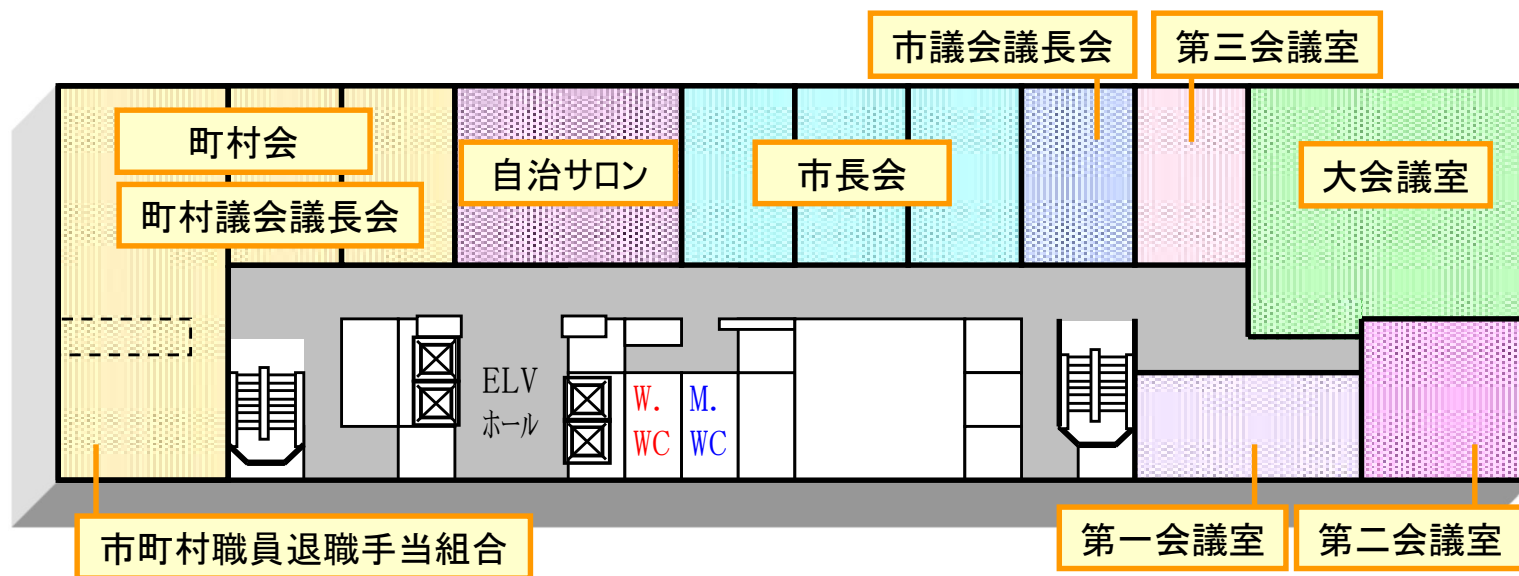 市議会議長会
第三会議室
町村会
町村議会議長会
自治サロン
市長会
大会議室
ELV
ホール
W.
WC
M.
WC
市町村職員退職手当組合
第一会議室
第二会議室